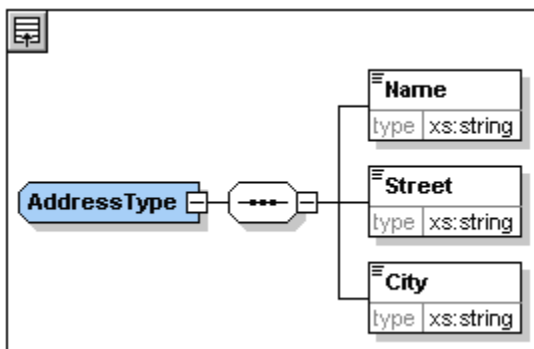 Name
type xs:string
AddressType
Street
type xs:string
City
type xs:string